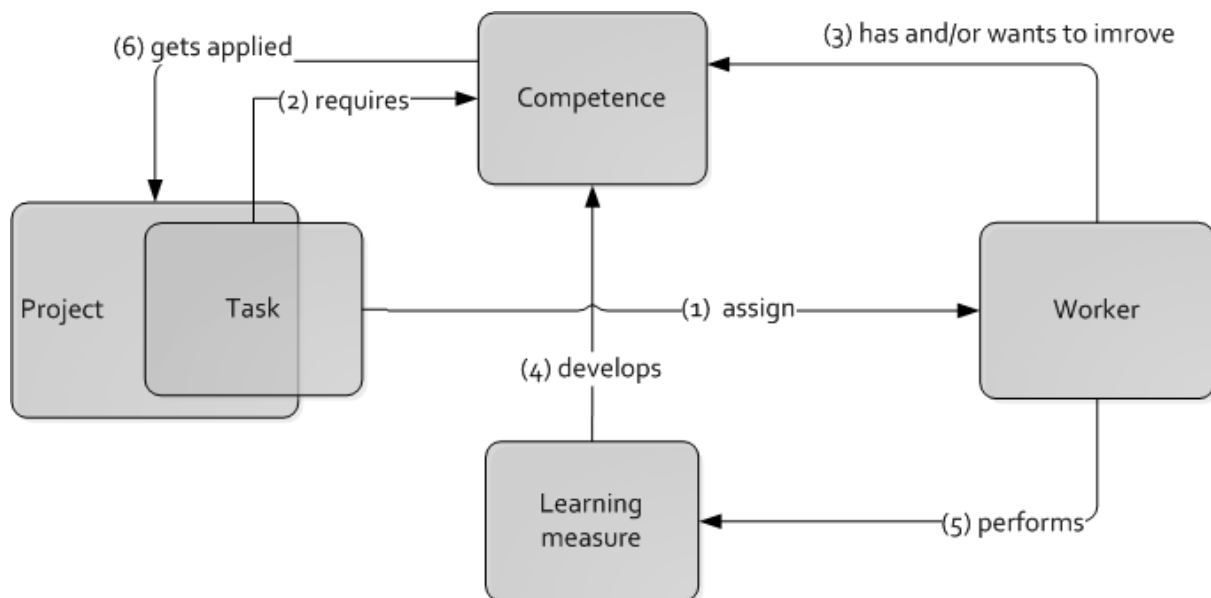 (6) gets applied
(3) has and/or wants to imrove
(2) requires
Competence
Project
Task
(1) assign
Worker
(4) develops
Learning
measure
(5) performs